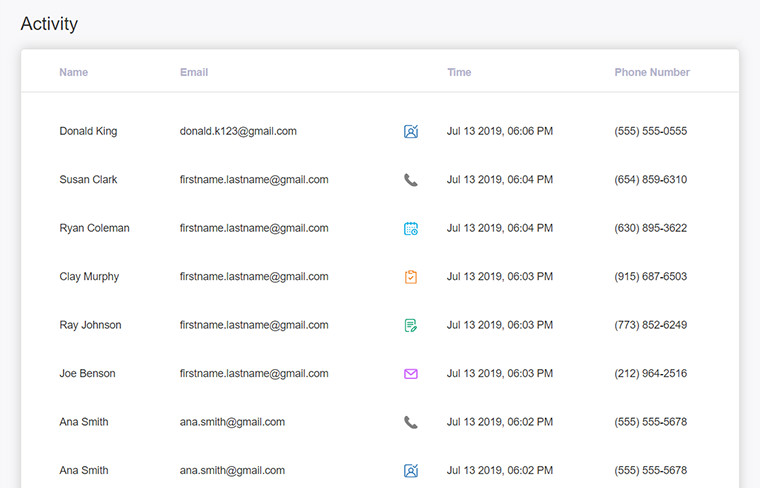 Activity
Name Email Time Phone Number
Donald King donald.k123@gmail.com Jul 13 2019, 06:06 PM (555) 555-0555
Susan Clark firstname.lastname@gmail.com Jul 13 2019, 06:04 PM (654) 859-6310
Ryan Coleman firstname.lastname@gmail.com Jul 13 2019, 06:04 PM (630) 895-3622
Clay Murphy firstname.lastname@gmail.com Jul 13 2019, 06:03 PM (915) 687-6503
Ray Johnson firstname.lastname@gmail.com Jul 13 2019, 06:03 PM (773) 852-6249
Joe Benson firstname.lastname@gmail.com Jul 13 2019, 06:03 PM (212) 964-2516
Ana Smith ana.smith@gmail.com Jul 13 2019, 06:02 PM (555) 555-5678
Ana Smith ana.smith@gmail.com Jul 13 2019, 06:02 PM (555) 555-5678